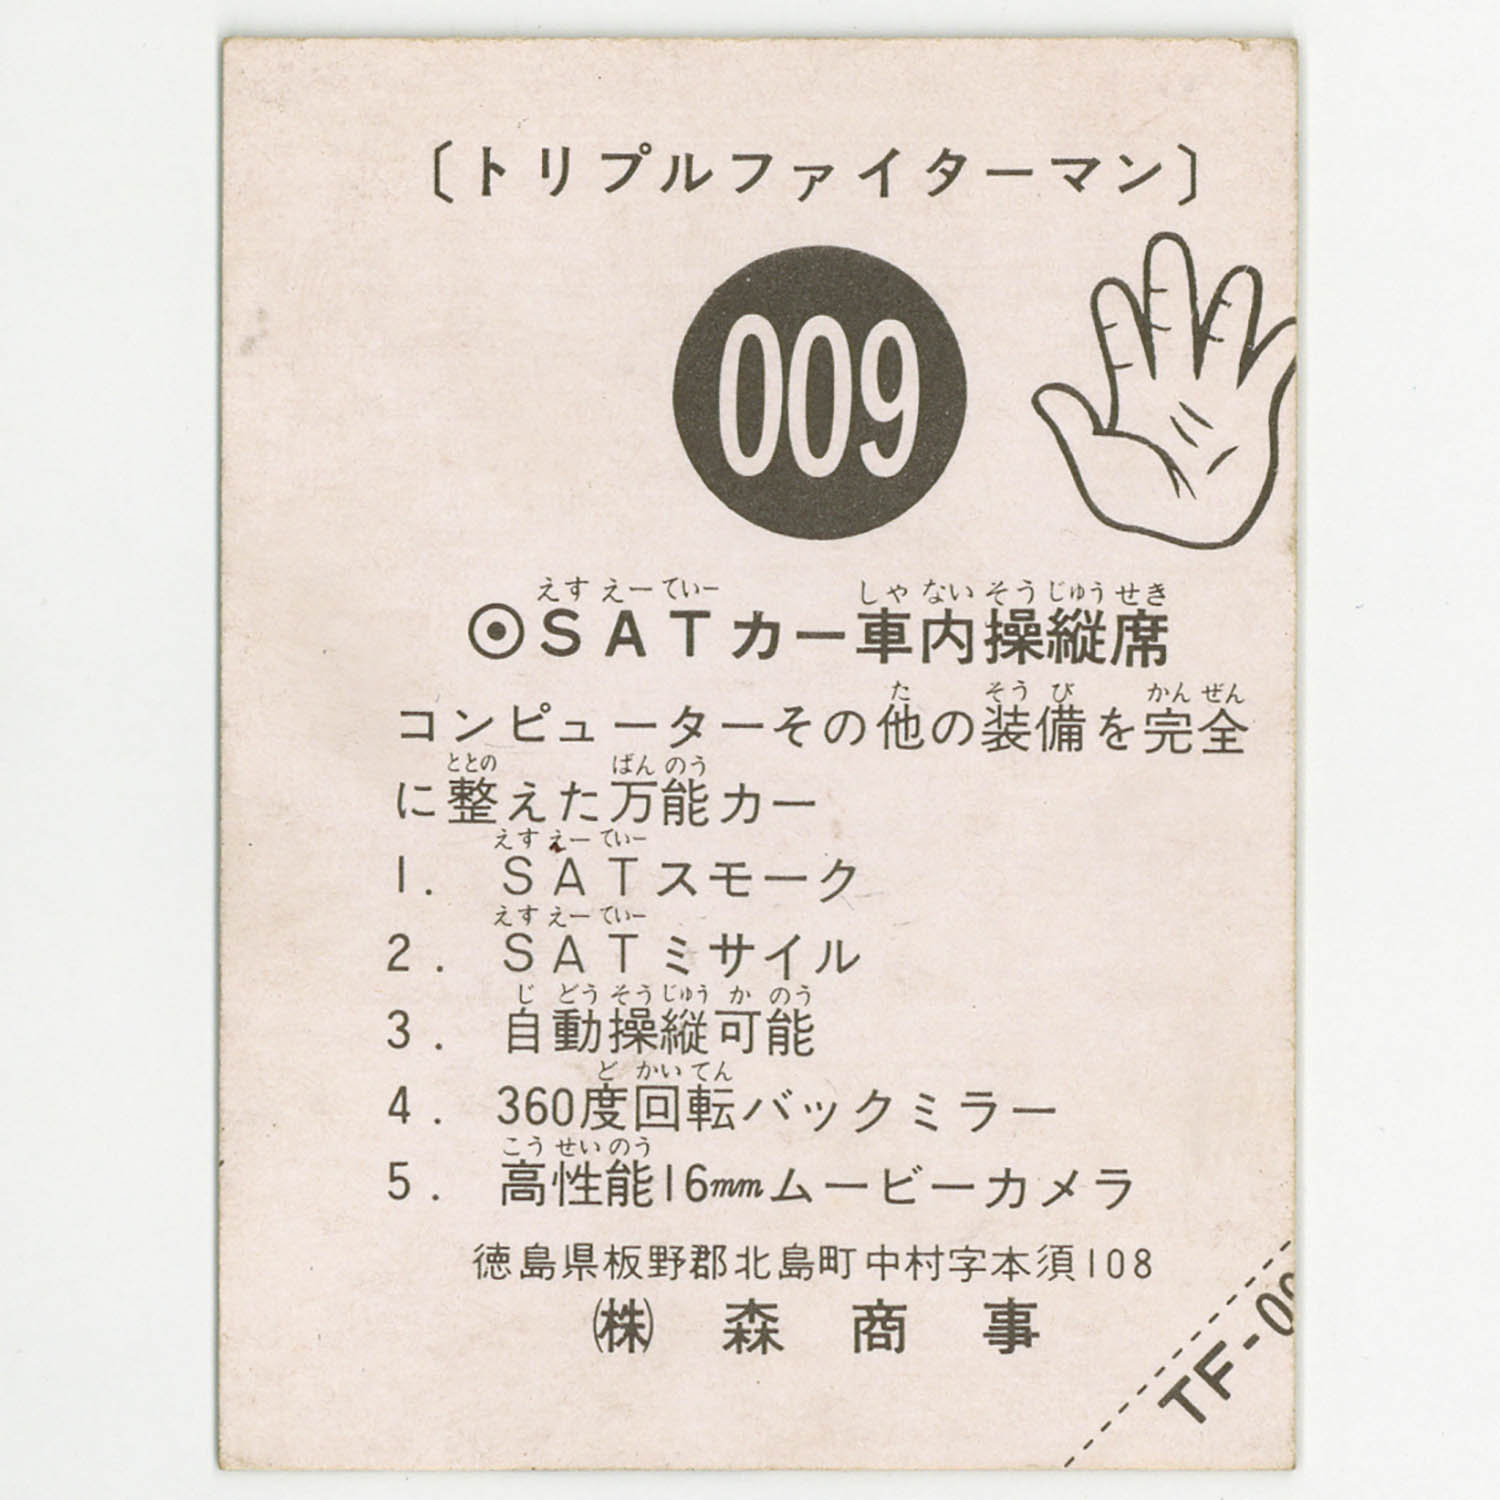 〔トリプルファイターマン〕
009
えす えー てぃー しゃ ない そう じゅう せき
⦿SATカー車内操縦席
た そう び かん ぜん
コンピューターその他の装備を完全
ととの ばん のう
に整えた万能カー
えす えー てぃー
1. SATスモーク
えす えー てぃー
2. SATミサイル
じ どう そう じゅう か のう
3. 自動操縦可能
ど かい てん
4. 360度回転バックミラー
こう せい のう
5. 高性能16mmムービーカメラ
徳島県板野郡北島町中村字本須108
(株) 森商事
TF-0